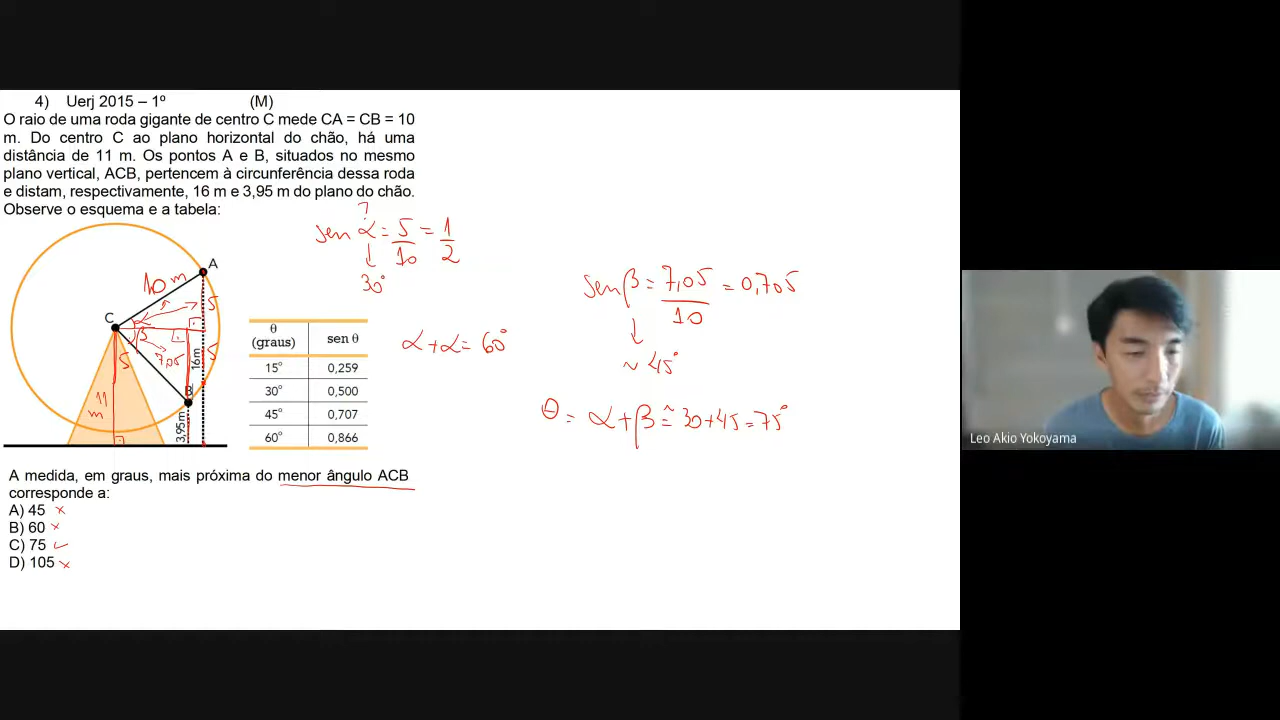 4) Uerj 2015 – 1º (M)
O raio de uma roda gigante de centro C mede CA = CB = 10
m. Do centro C ao plano horizontal do chão, há uma
distância de 11 m. Os pontos A e B, situados no mesmo
plano vertical, ACB, pertencem à circunferência dessa roda
e distam, respectivamente, 16 m e 3,95 m do plano do chão.
Observe o esquema e a tabela:
?
sen α = 5/10 = 1/2
↓
30°
A
10 m
5
C
α
β
7,05
5
5
16m
11
m
B
3,95m
θ
(graus) sen θ
15° 0,259
30° 0,500
45° 0,707
60° 0,866
α + α = 60°
sen β = 7,05/10 = 0,705
↓
~ 45°
θ = α + β ≅ 30 + 45 = 75°
A medida, em graus, mais próxima do menor ângulo ACB
corresponde a:
A) 45 x
B) 60 x
C) 75 ✓
D) 105 x
Leo Akio Yokoyama